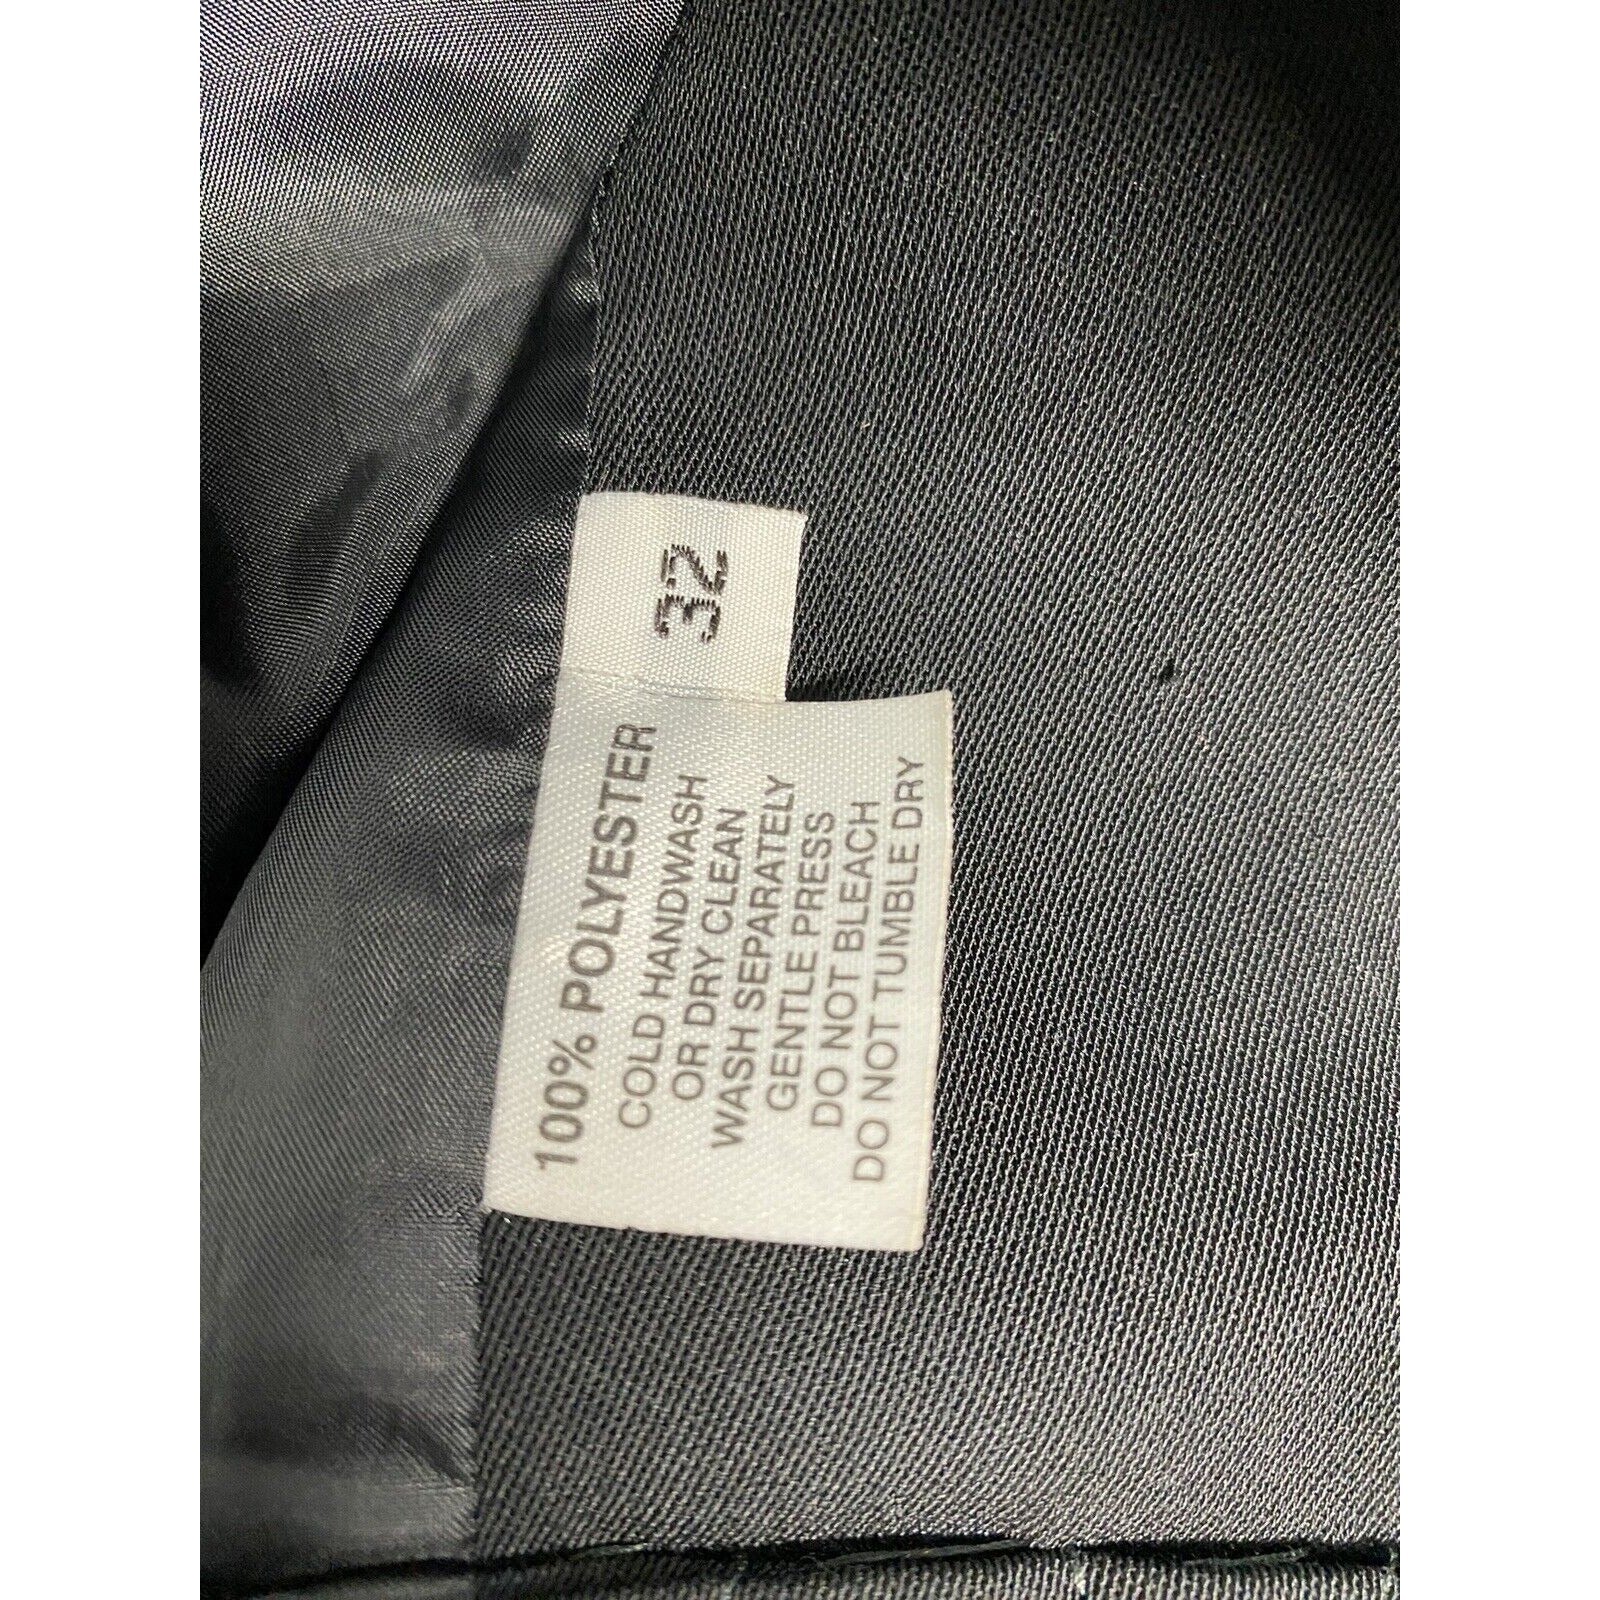 32
100% POLYESTER
COLD HANDWASH
OR DRY CLEAN
WASH SEPARATELY
GENTLE PRESS
DO NOT BLEACH
DO NOT TUMBLE DRY